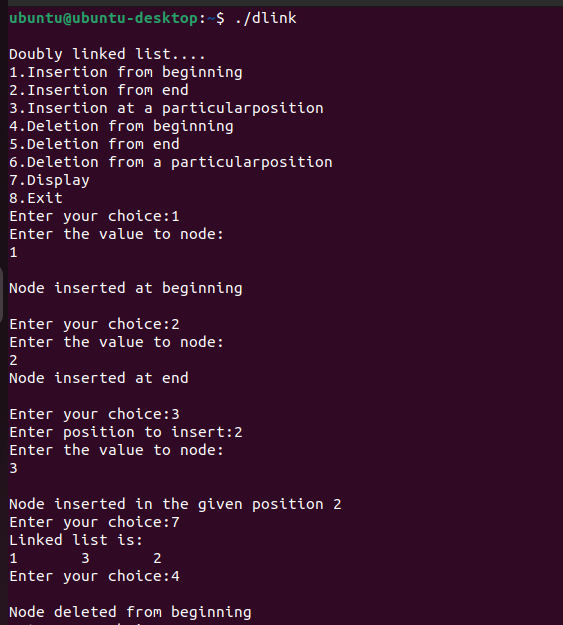 ubuntu@ubuntu-desktop:~$ ./dlink
Doubly linked list....
1.Insertion from beginning
2.Insertion from end
3.Insertion at a particularposition
4.Deletion from beginning
5.Deletion from end
6.Deletion from a particularposition
7.Display
8.Exit
Enter your choice:1
Enter the value to node:
1
Node inserted at beginning
Enter your choice:2
Enter the value to node:
2
Node inserted at end
Enter your choice:3
Enter position to insert:2
Enter the value to node:
3
Node inserted in the given position 2
Enter your choice:7
Linked list is:
1 3 2
Enter your choice:4
Node deleted from beginning